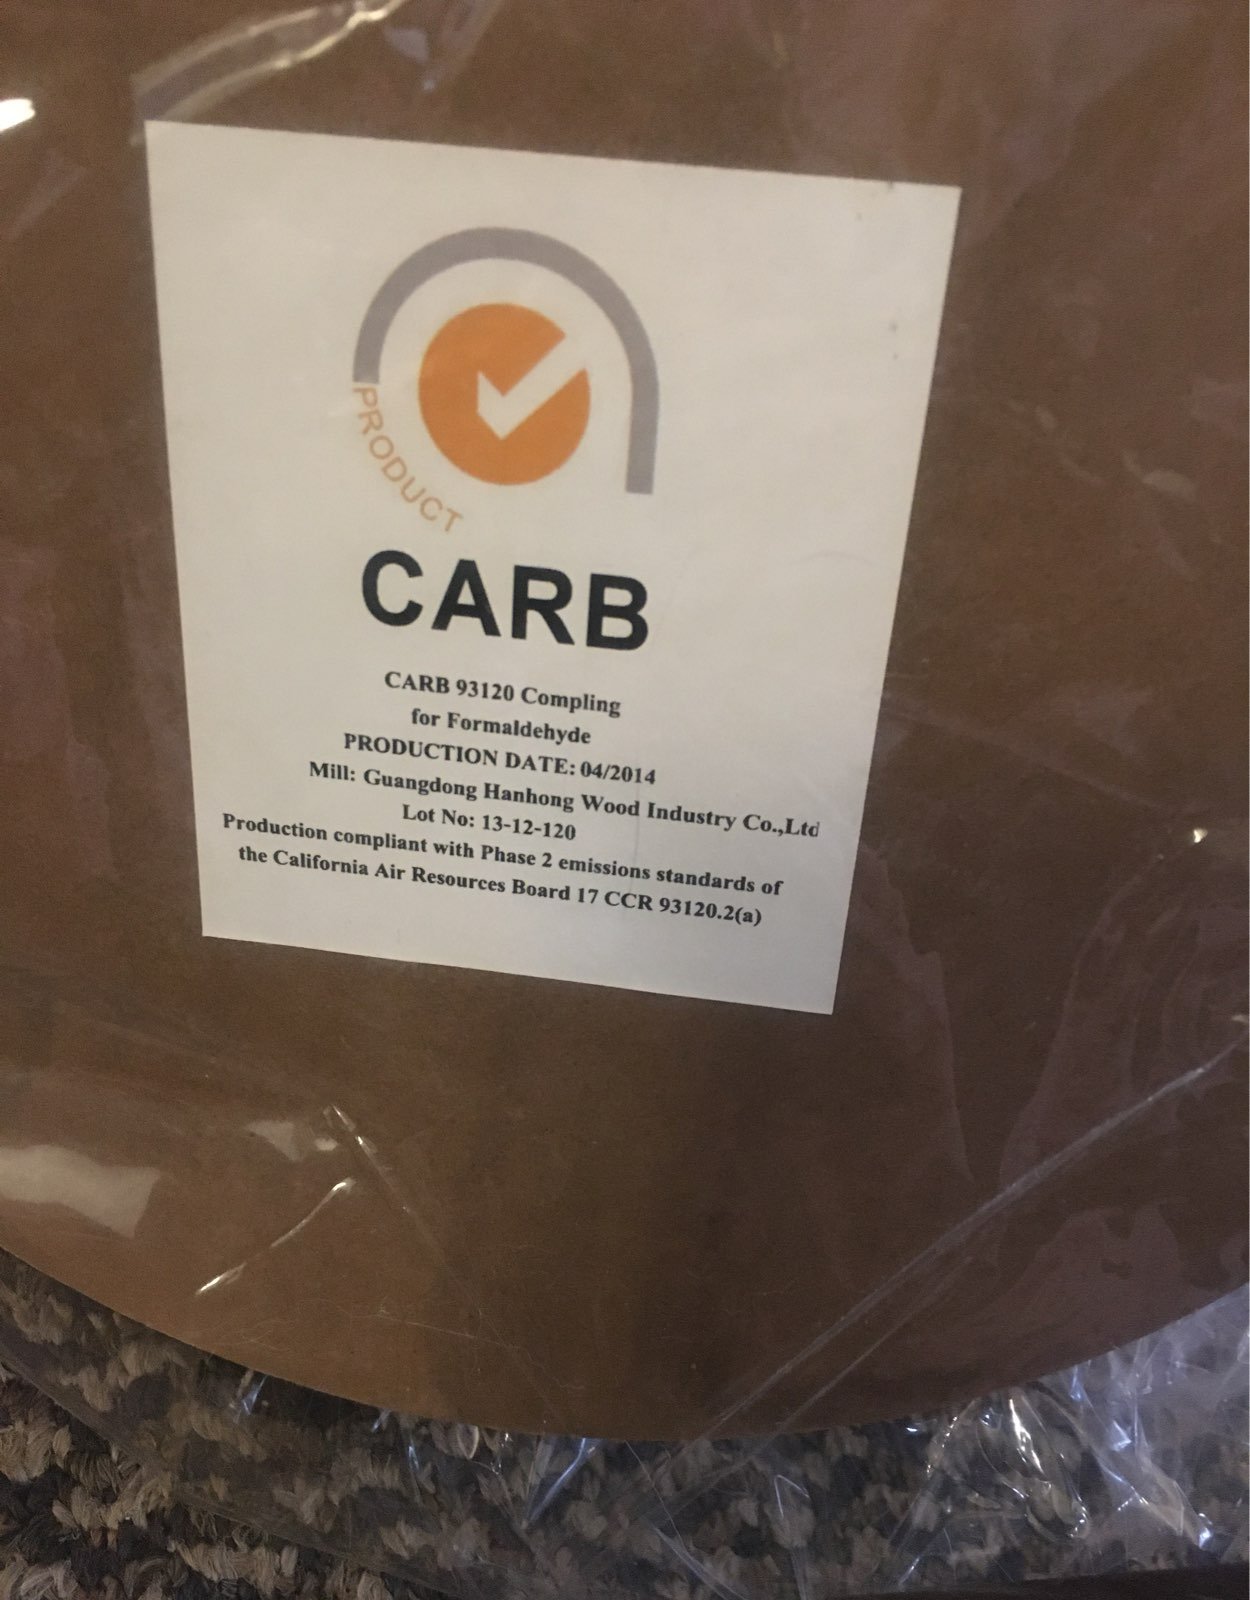 PRODUCT
CARB
CARB 93120 Compling
for Formaldehyde
PRODUCTION DATE: 04/2014
Mill: Guangdong Hanhong Wood Industry Co.,Ltd
Lot No: 13-12-120
Production compliant with Phase 2 emissions standards of
the California Air Resources Board 17 CCR 93120.2(a)